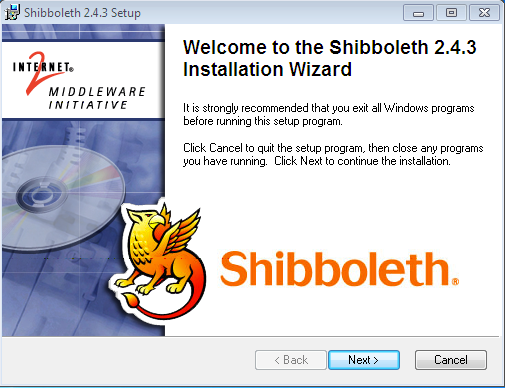 Shibboleth 2.4.3 Setup
INTERNET®
2
MIDDLEWARE
INITIATIVE
Welcome to the Shibboleth 2.4.3
Installation Wizard
It is strongly recommended that you exit all Windows programs
before running this setup program.
Click Cancel to quit the setup program, then close any programs
you have running. Click Next to continue the installation.
Shibboleth®
< Back
Next >
Cancel